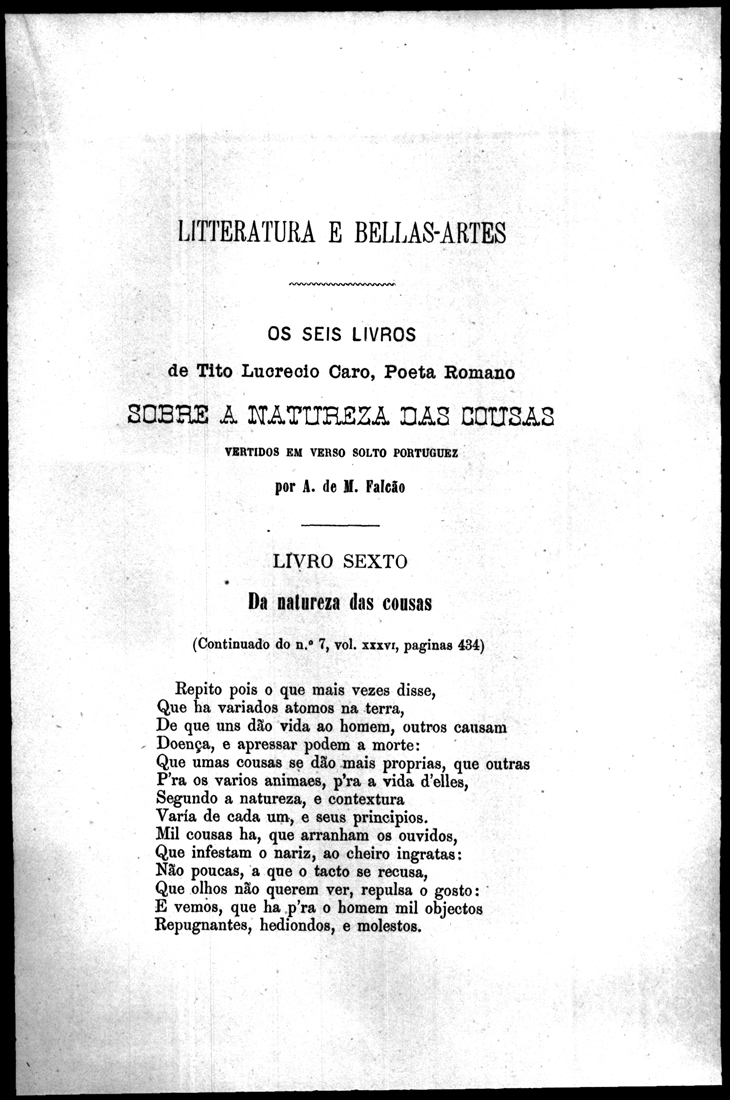 LITTERATURA E BELLAS-ARTES
OS SEIS LIVROS
de Tito Lucrecio Caro, Poeta Romano
SOBRE A NATUREZA DAS COUSAS
VERTIDOS EM VERSO SOLTO PORTUGUEZ
por A. de M. Falcão
LIVRO SEXTO
Da natureza das cousas
(Continuado do n.º 7, vol. XXXVI, paginas 434)
Repito pois o que mais vezes disse,
Que ha variados atomos na terra,
De que uns dão vida ao homem, outros causam
Doença, e apressar podem a morte:
Que umas cousas se dão mais proprias, que outras
P'ra os varios animaes, p'ra a vida d'elles,
Segundo a natureza, e contextura
Varía de cada um, e seus principios.
Mil cousas ha, que arranham os ouvidos,
Que infestam o nariz, ao cheiro ingratas:
Não poucas, a que o tacto se recusa,
Que olhos não querem ver, repulsa o gosto:
E vemos, que ha p'ra o homem mil objectos
Repugnantes, hediondos, e molestos.